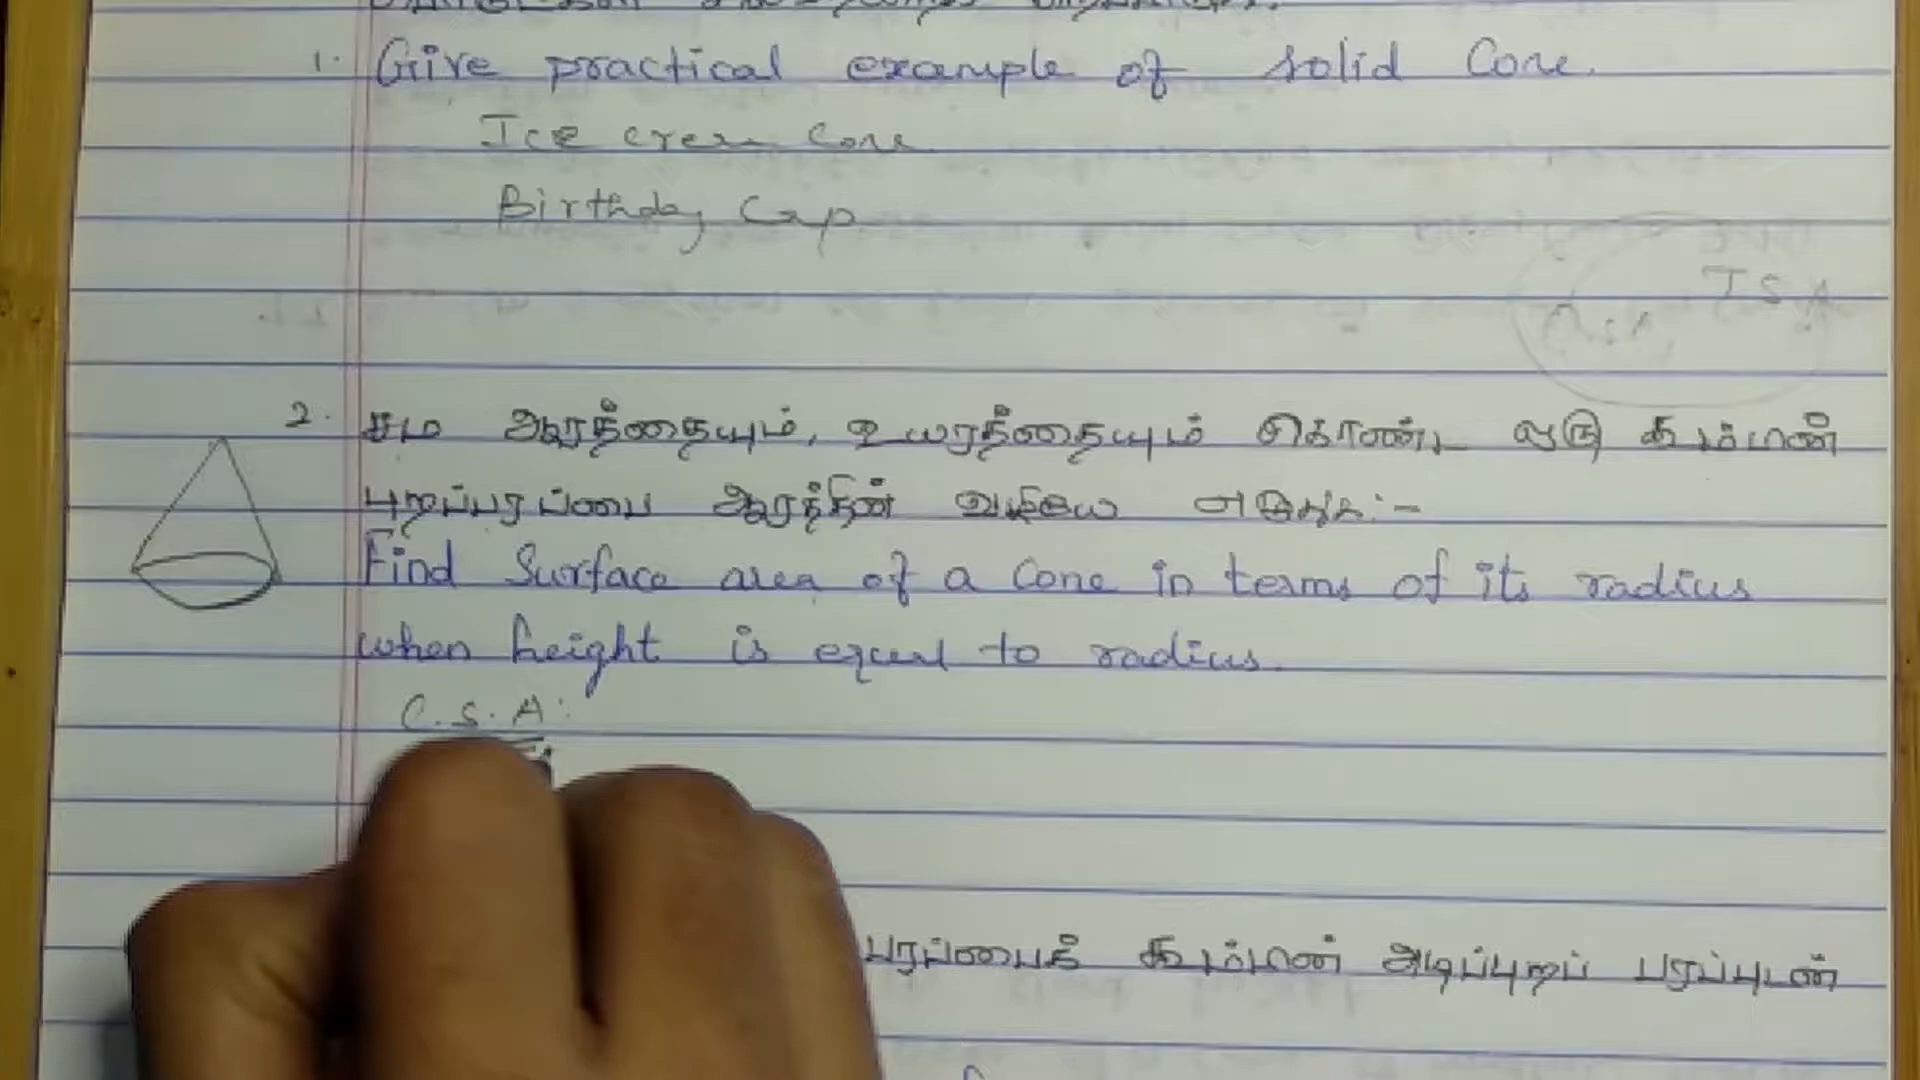 1. Give practical example of solid Cone.
Ice cream Cone
Birthday Cap
T S A
C.S.A
2. சம ஆரத்தையும், உயரத்தையும் கொண்ட ஒரு கூம்பின்
புறப்பரப்பை ஆரத்தின் வழியே :-
Find Surface area of a Cone in terms of its radius
when height is equal to radius.
C.S.A:
பரப்பைக் கூம்பின் அடிப்புறப் பரப்புடன்